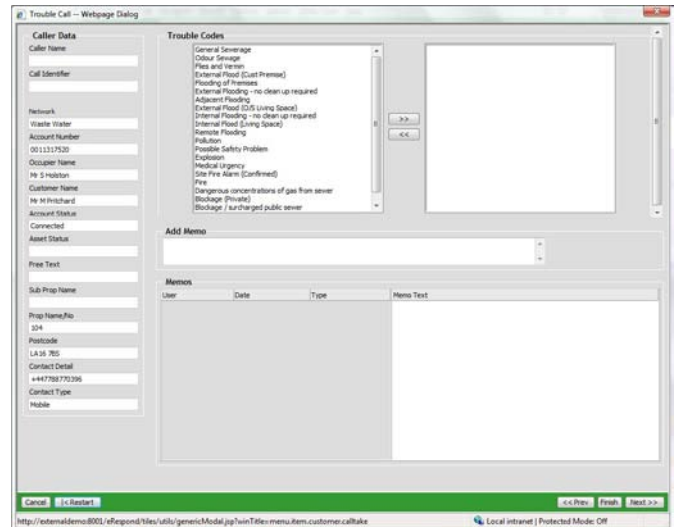 Trouble Call -- Webpage Dialog
Caller Data
Caller Name
Call Identifier
Network
Waste Water
Account Number
0011317520
Occupier Name
Mr S Holston
Customer Name
Mr M Pritchard
Account Status
Connected
Asset Status
Free Text
Sub Prop Name
Prop Name/No
104
Postcode
LA16 7BS
Contact Detail
+447788770396
Contact Type
Mobile
Trouble Codes
General Sewerage
Odour Sewage
Flies and Vermin
External Flood (Cust Premise)
Flooding of Premises
External Flooding - no clean up required
Adjacent Flooding
External Flood (O/S Living Space)
Internal Flooding - no clean up required
Internal Flood (Living Space)
Remote Flooding
Pollution
Possible Safety Problem
Explosion
Medical Urgency
Site Fire Alarm (Confirmed)
Fire
Dangerous concentrations of gas from sewer
Blockage (Private)
Blockage / surcharged public sewer
>>
<<
Add Memo
Memos
User Date Type Memo Text
Cancel |< Restart << Prev Finish Next >>
http://externaldemo:8001/eRespond/tiles/utils/genericModal.jsp?winTitle=menu.item.customer.calltake Local intranet | Protected Mode: Off